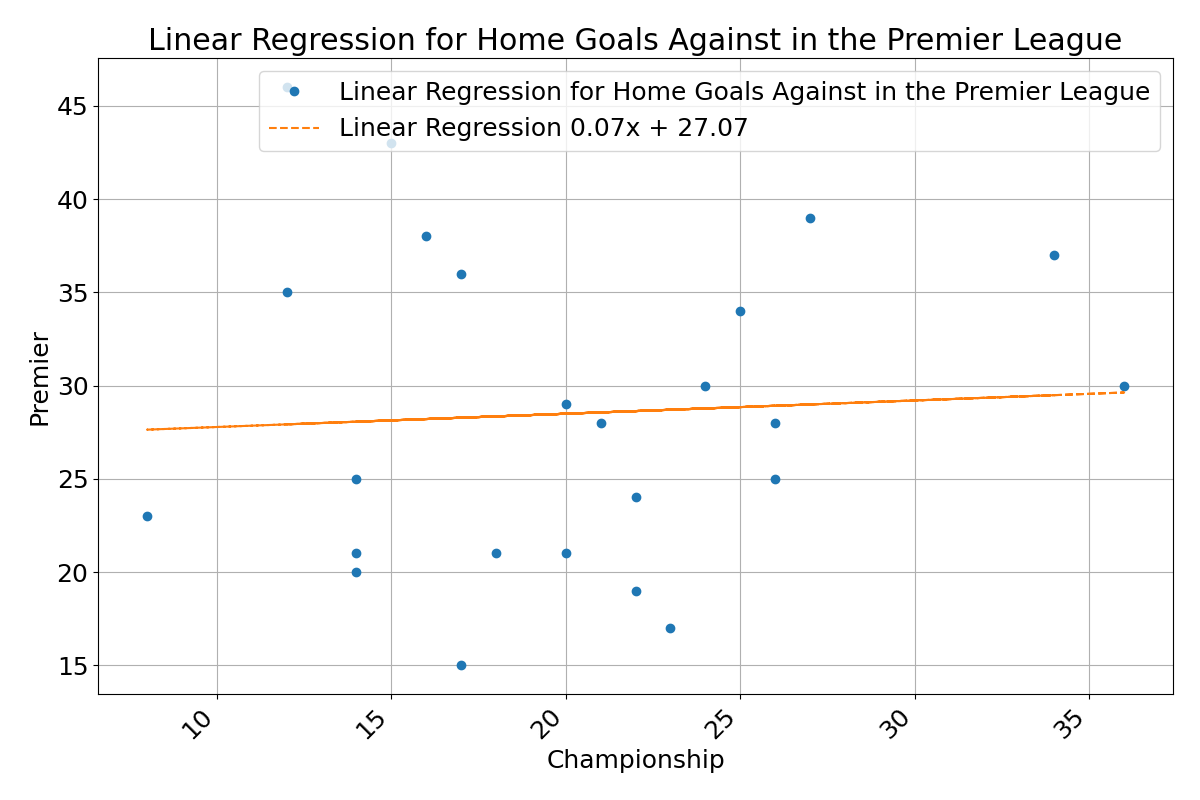 Linear Regression for Home Goals Against in the Premier League
Linear Regression for Home Goals Against in the Premier League
Linear Regression 0.07x + 27.07
45
40
35
30
25
20
15
Premier
10
15
20
25
30
35
Championship